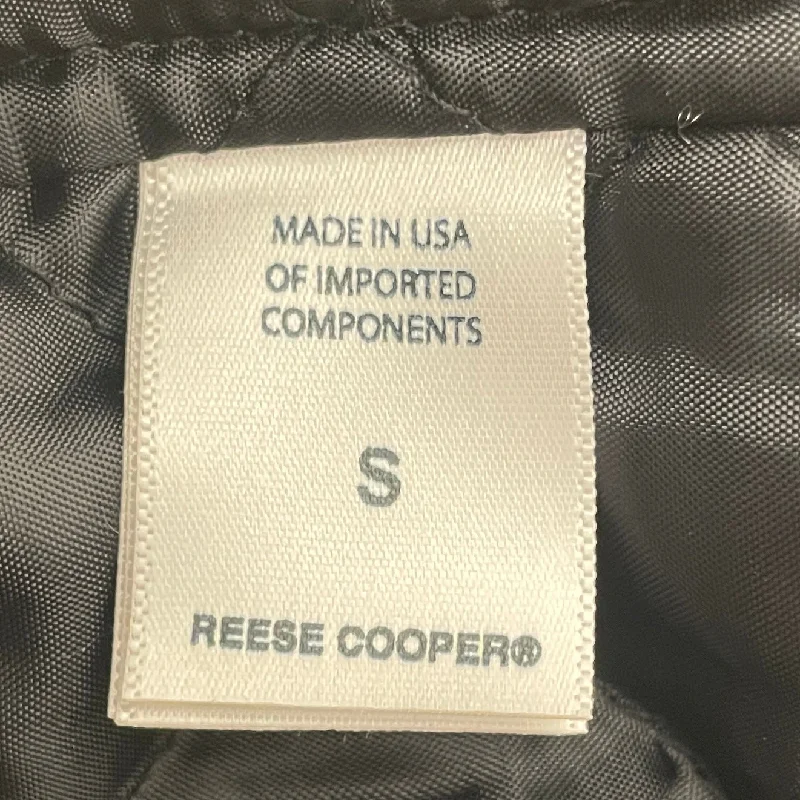 MADE IN USA
OF IMPORTED
COMPONENTS
S
REESE COOPER®